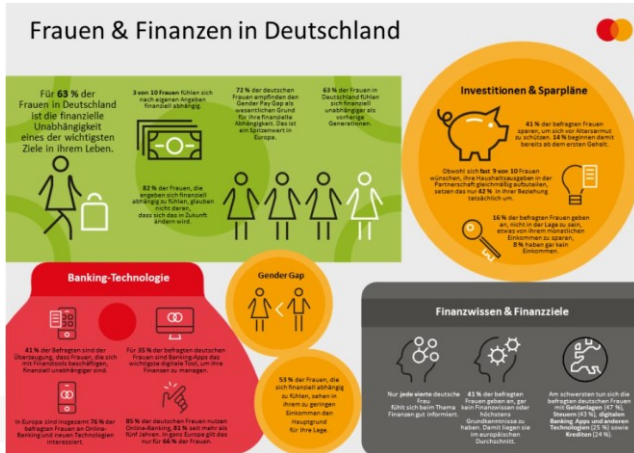 Frauen & Finanzen in Deutschland
Für 63 % der
Frauen in Deutschland
ist die finanzielle
Unabhängigkeit
eines der wichtigsten
Ziele in ihrem Leben.
3 von 10 Frauen fühlen sich
nach eigenen Angaben
finanziell abhängig.
82 % der Frauen, die
angeben sich finanziell
abhängig zu fühlen, glauben
nicht daran,
dass sich das in Zukunft
ändern wird.
72 % der deutschen
Frauen empfinden den
Gender Pay Gap als
wesentlichen Grund
für ihre finanzielle
Abhängigkeit. Das ist
ein Spitzenwert in
Europa.
63 % der Frauen in
Deutschland fühlen
sich finanziell
unabhängiger als
vorherige
Generationen.
Investitionen & Sparpläne
41 % der befragten Frauen
sparen, um sich vor Altersarmut
zu schützen. 14 % beginnen damit
bereits ab dem ersten Gehalt.
Obwohl sich fast 9 von 10 Frauen
wünschen, ihre Haushaltsausgaben in der
Partnerschaft gleichmäßig aufzuteilen,
setzen das nur 42 % in ihrer Beziehung
tatsächlich um.
16 % der befragten Frauen geben
an, nicht in der Lage zu sein,
etwas von ihrem monatlichen
Einkommen zu sparen,
8 % haben gar kein
Einkommen.
Banking-Technologie
41 % der Befragten sind der
Überzeugung, dass Frauen, die sich
mit Finanztools beschäftigen,
finanziell unabhängiger sind.
Für 35 % der befragten deutschen
Frauen sind Banking-Apps das
wichtigste digitale Tool, um ihre
Finanzen zu managen.
In Europa sind insgesamt 76 % der
befragten Frauen an Online-
Banking und neuen Technologien
interessiert.
85 % der deutschen Frauen nutzen
Online-Banking, 81 % seit mehr als
fünf Jahren. In ganz Europa gilt das
nur für 66 % der Frauen.
Gender Gap
<
53 % der Frauen, die
sich finanziell abhängig
zu fühlen, sehen in
ihrem zu geringen
Einkommen den
Hauptgrund
für ihre Lage.
Finanzwissen & Finanzziele
Nur jede vierte deutsche
Frau
fühlt sich beim Thema
Finanzen gut informiert.
41 % der befragten
Frauen geben an, gar
kein Finanzwissen oder
höchstens
Grundkenntnisse zu
haben. Damit liegen sie
im europäischen
Durchschnitt.
Am schwersten tun sich die
befragten deutschen Frauen
mit Geldanlagen (47 %),
Steuern (43 %), digitalen
Banking Apps und anderen
Technologien (25 %) sowie
Krediten (24 %).